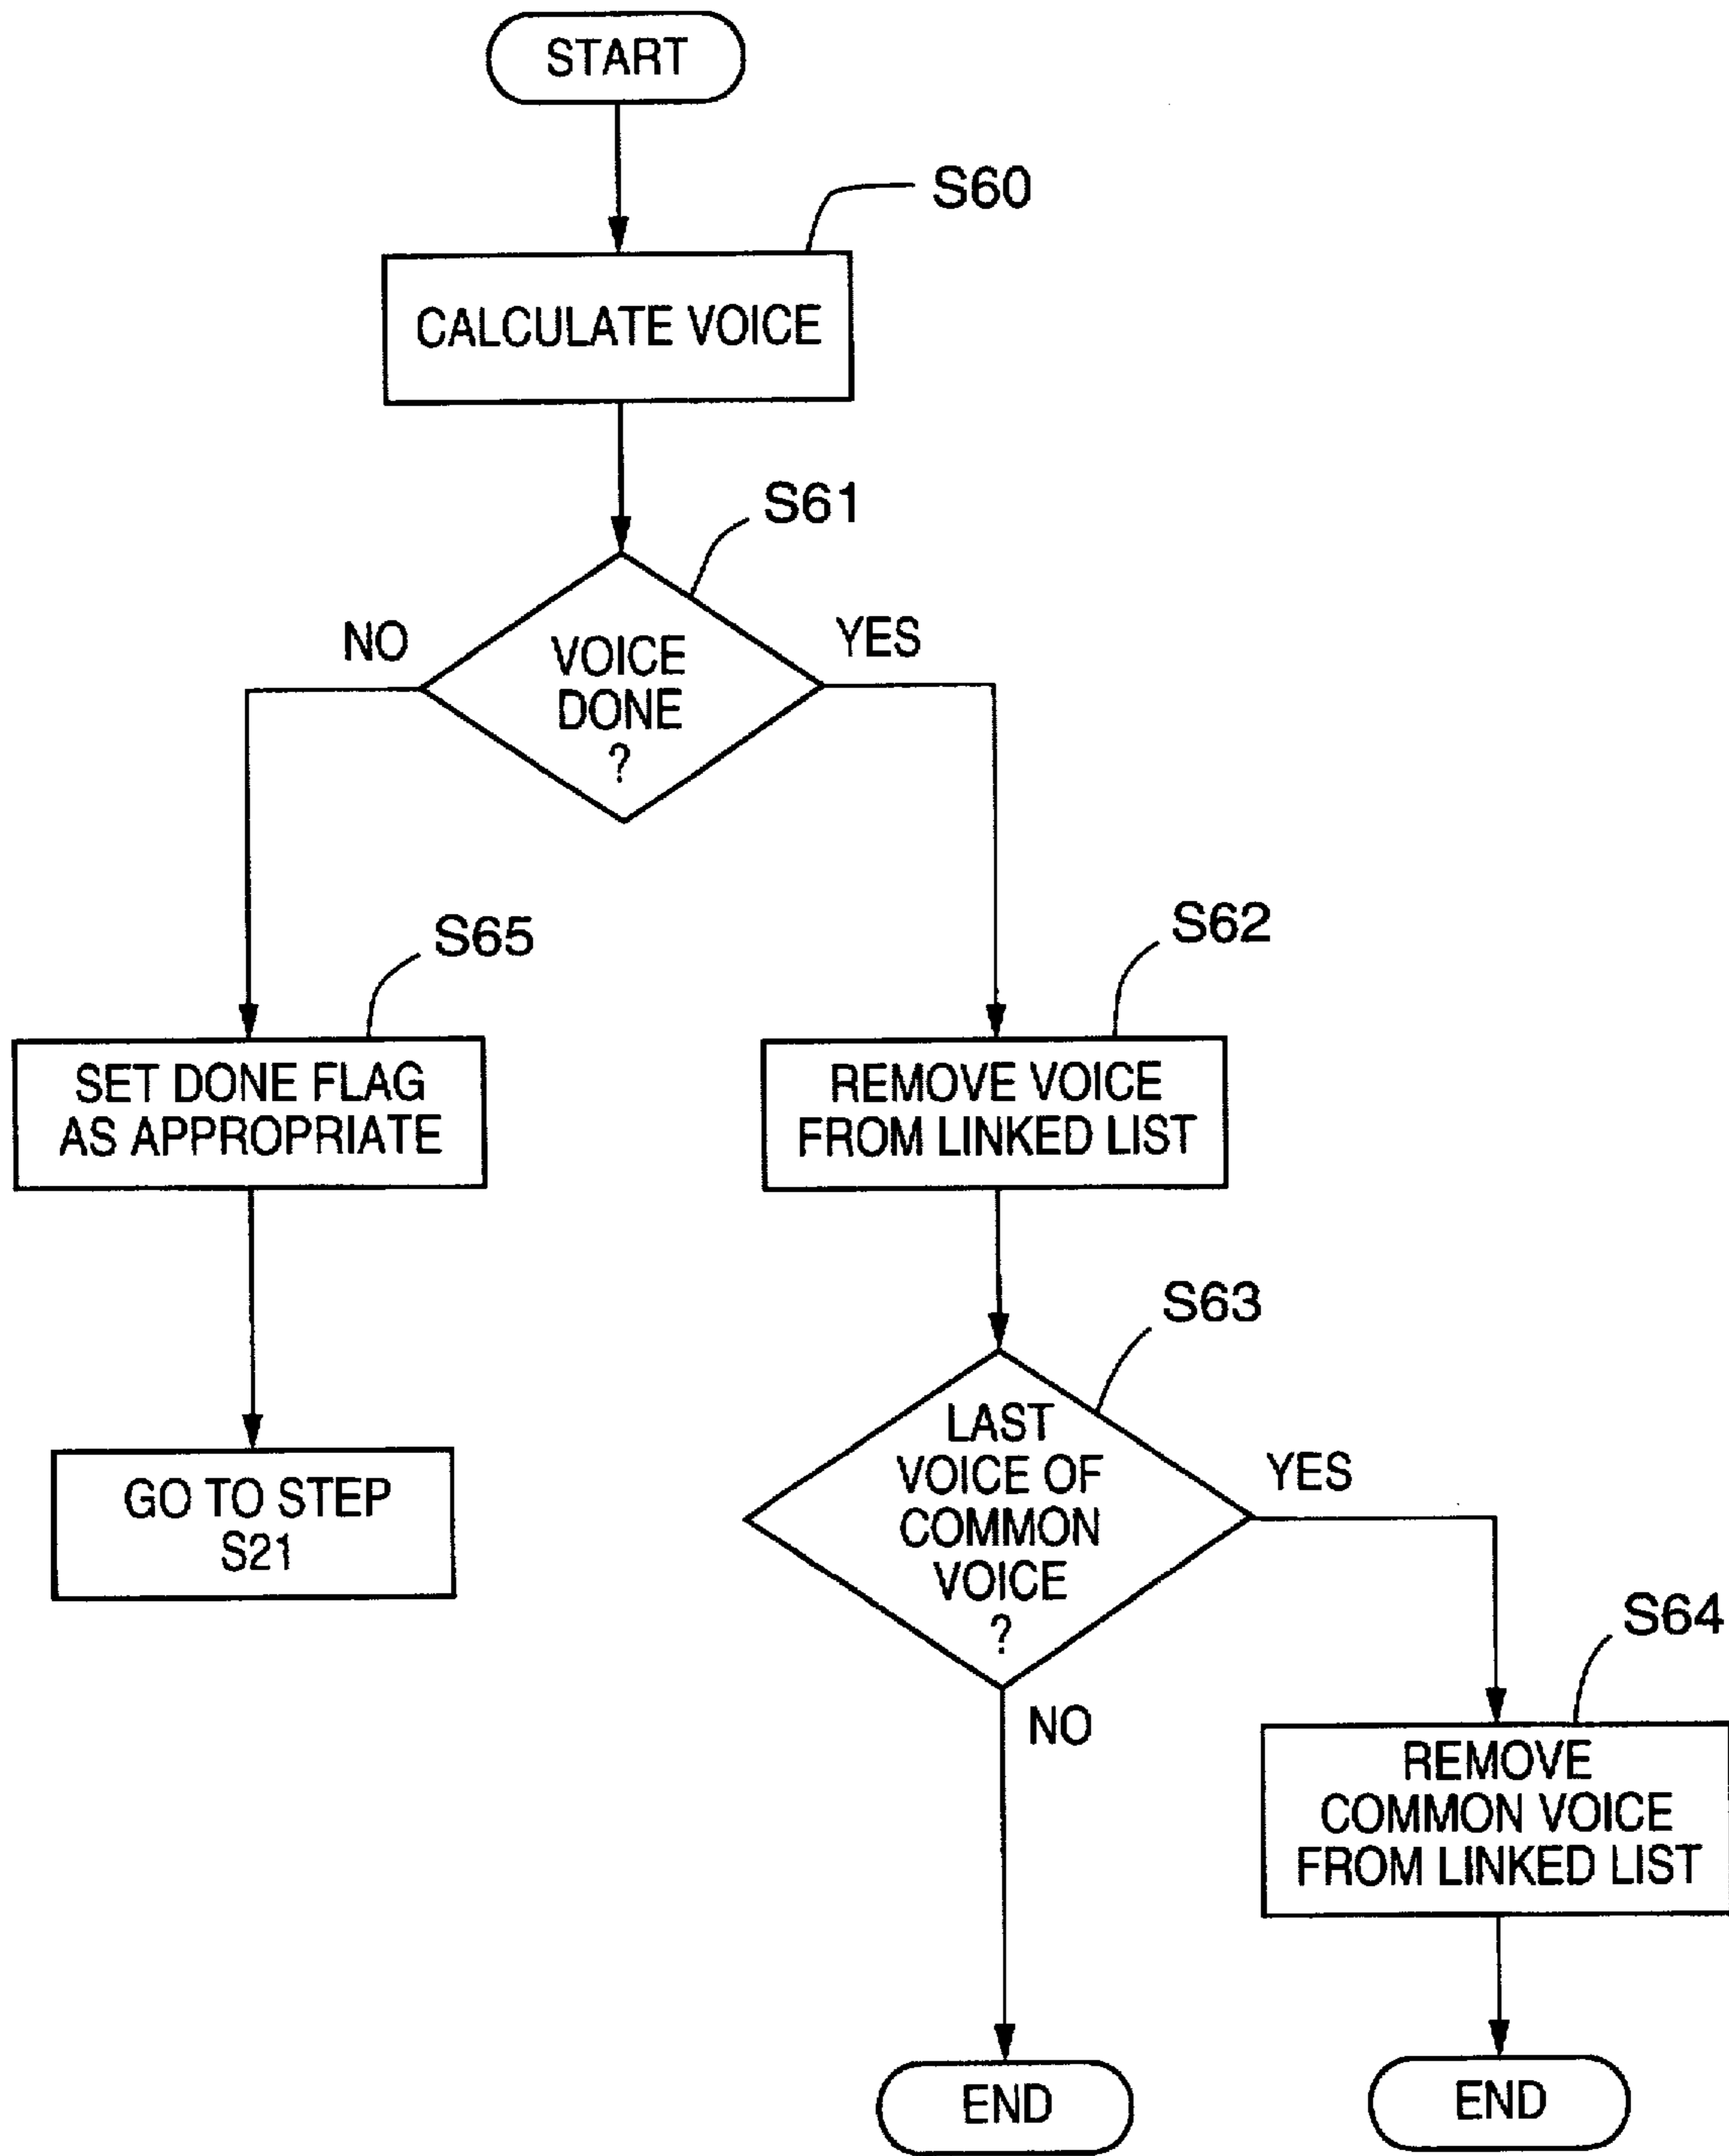 START
S60
CALCULATE VOICE
S61
NO
YES
VOICE
DONE
?
S65
S62
SET DONE FLAG
AS APPROPRIATE
REMOVE VOICE
FROM LINKED LIST
S63
GO TO STEP
S21
LAST
VOICE OF
COMMON
VOICE
?
YES
NO
S64
REMOVE
COMMON VOICE
FROM LINKED LIST
END
END